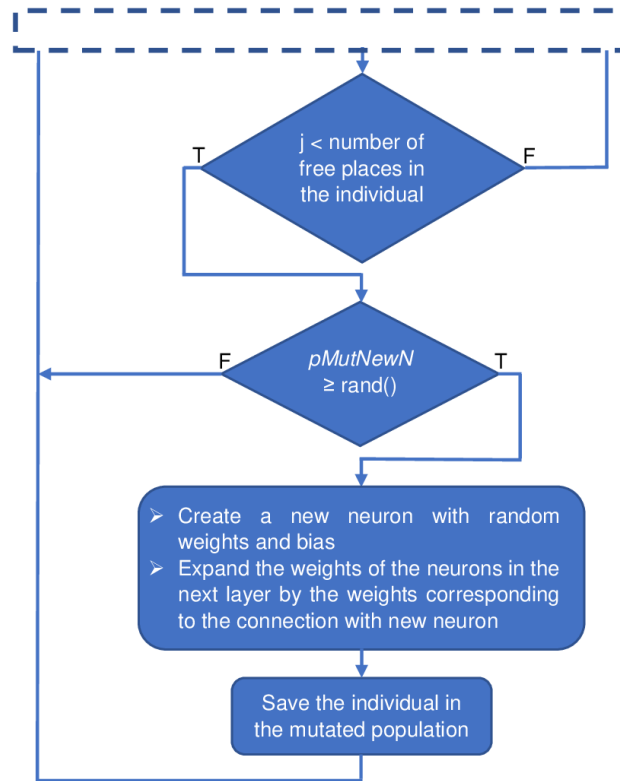 j < number of
free places in
the individual
T
F
pMutNewN
≥ rand()
F
T
➢ Create a new neuron with random
weights and bias
➢ Expand the weights of the neurons in the
next layer by the weights corresponding
to the connection with new neuron
Save the individual in
the mutated population